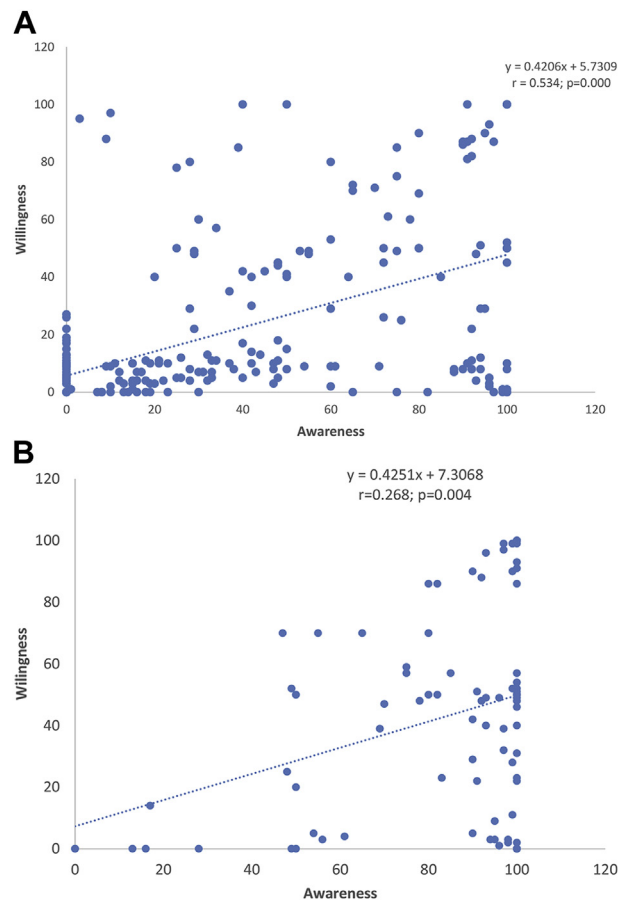 A
120
y = 0.4206x + 5.7309
r = 0.534; p=0.000
100
80
60
40
20
0
Willingness
0 20 40 60 80 100 120
Awareness
B
120
y = 0.4251x + 7.3068
r=0.268; p=0.004
100
80
60
40
20
0
Wilingness
0 20 40 60 80 100 120
Awareness